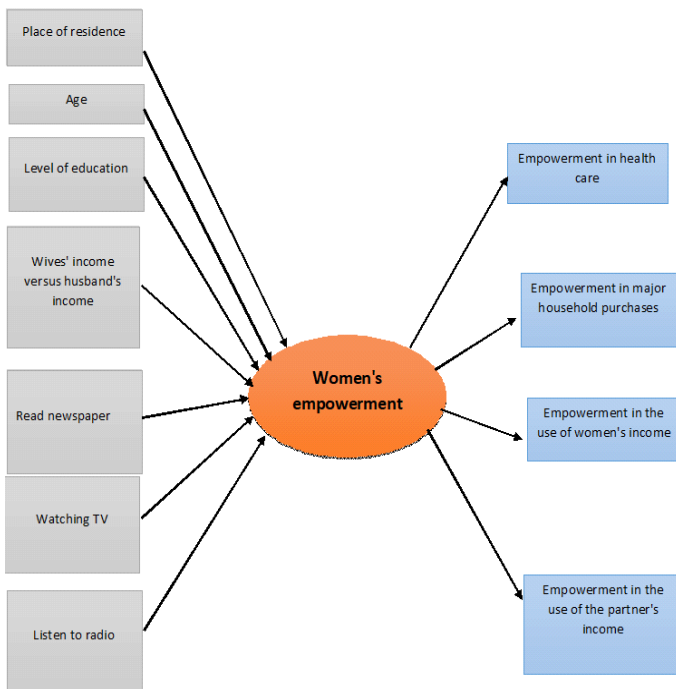 Place of residence
Age
Level of education
Wives' income
versus husband's
income
Read newspaper
Watching TV
Listen to radio
Women's
empowerment
Empowerment in health
care
Empowerment in major
household purchases
Empowerment in the
use of women's income
Empowerment in the
use of the partner's
income